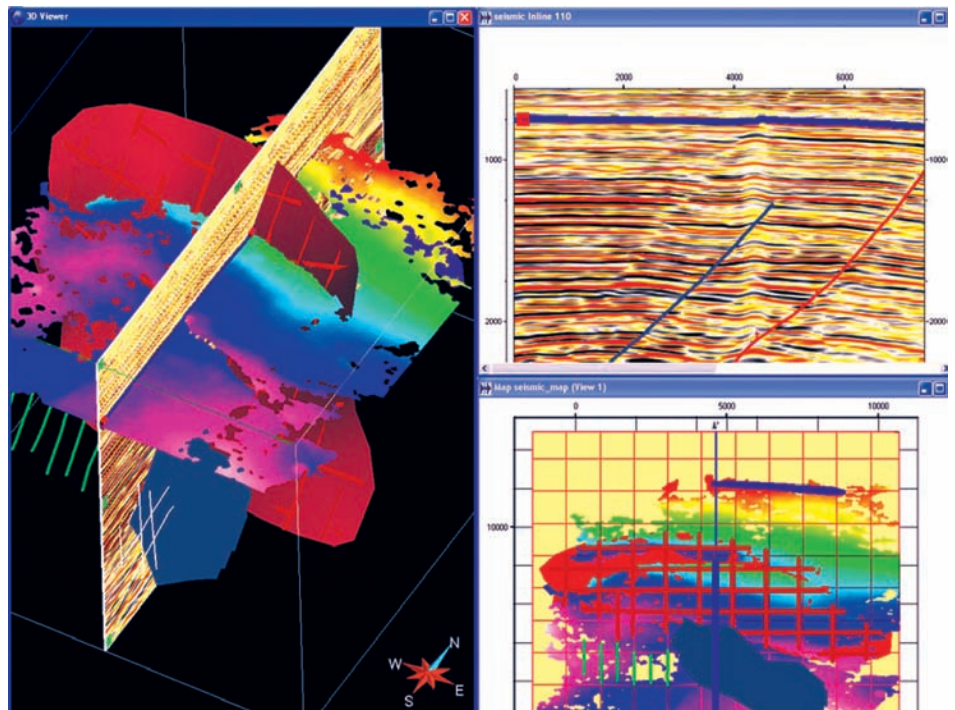 3D Viewer
N
W
E
S
seismic Inline 110
0 2000 4000 6000
1000 1000
2000 2000
Map seismic_map (View 1)
0 5000 10000
A'
10000